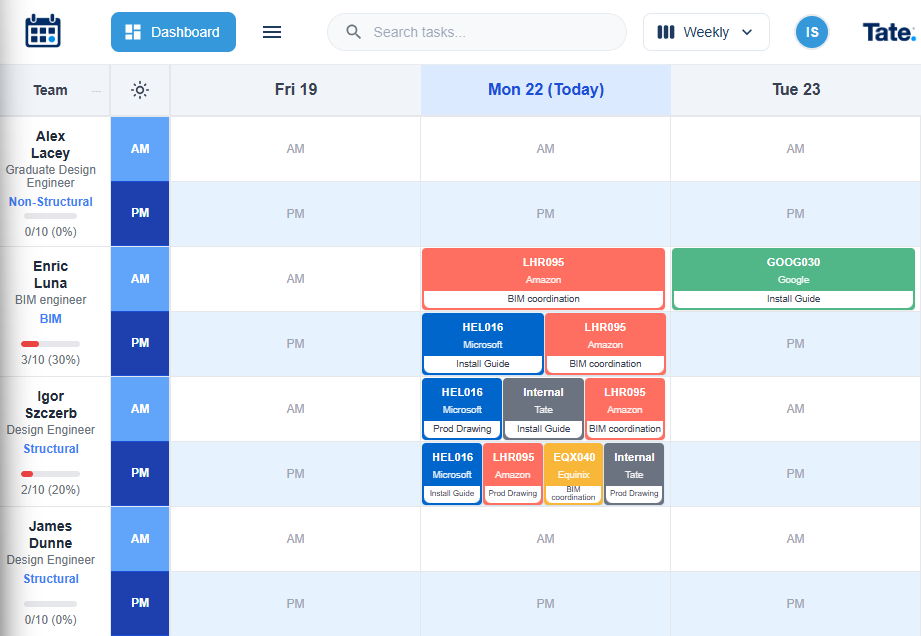 Dashboard
Search tasks...
Weekly
IS
Tate.
Team
Fri 19
Mon 22 (Today)
Tue 23
Alex
Lacey
Graduate Design
Engineer
Non-Structural
0/10 (0%)
AM
AM
AM
AM
PM
PM
PM
PM
Enric
Luna
BIM engineer
BIM
3/10 (30%)
AM
AM
LHR095
Amazon
BIM coordination
GOOG030
Google
Install Guide
PM
PM
HEL016
Microsoft
Install Guide
LHR095
Amazon
BIM coordination
PM
Igor
Szczerb
Design Engineer
Structural
2/10 (20%)
AM
AM
HEL016
Microsoft
Prod Drawing
Internal
Tate
Install Guide
LHR095
Amazon
BIM coordination
AM
PM
PM
HEL016
Microsoft
Install Guide
LHR095
Amazon
Prod Drawing
EQX040
Equinix
BIM
coordination
Internal
Tate
Prod Drawing
PM
James
Dunne
Design Engineer
Structural
0/10 (0%)
AM
AM
AM
AM
PM
PM
PM
PM